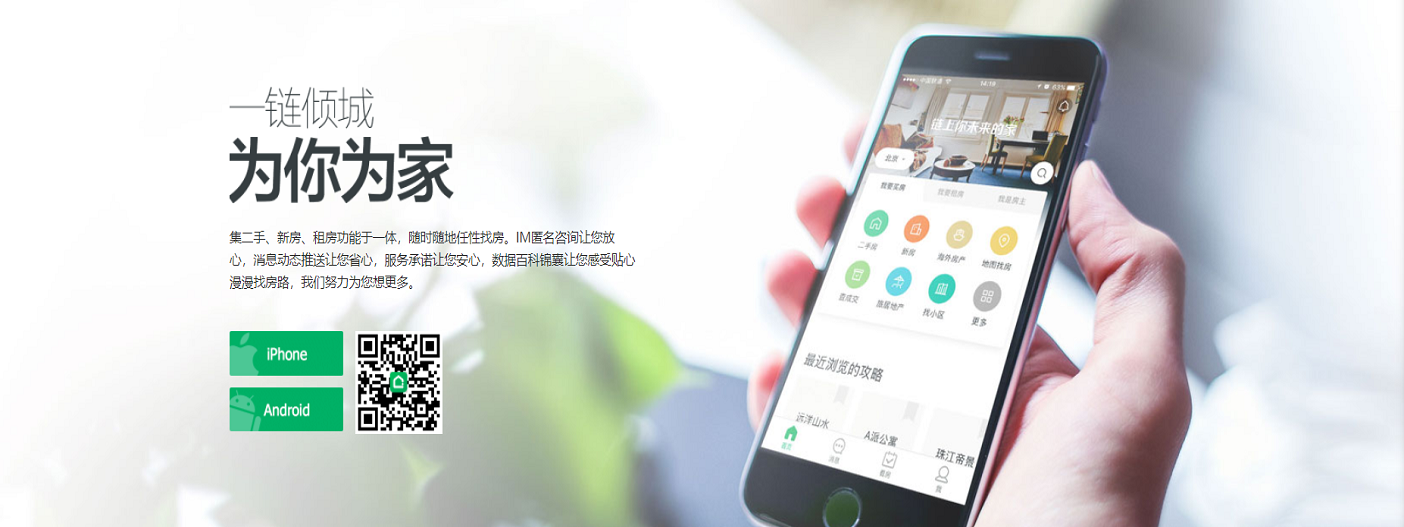 一链倾城
为你为家
集二手、新房、租房功能于一体，随时随地任性找房。IM匿名咨询让您放
心，消息动态推送让您省心，服务承诺让您安心，数据百科锦囊让您感受贴心
漫漫找房路，我们努力为您想更多。
iPhone
Android
14:19
63%
链上你未来的家
北京
我要买房 我要租房 我是房主
二手房 新房 海外房产 地图找房
直成交 旅居地产 找小区 更多
最近浏览的攻略
远洋山水 A派公寓 珠江帝景
首页 消息 看房 我